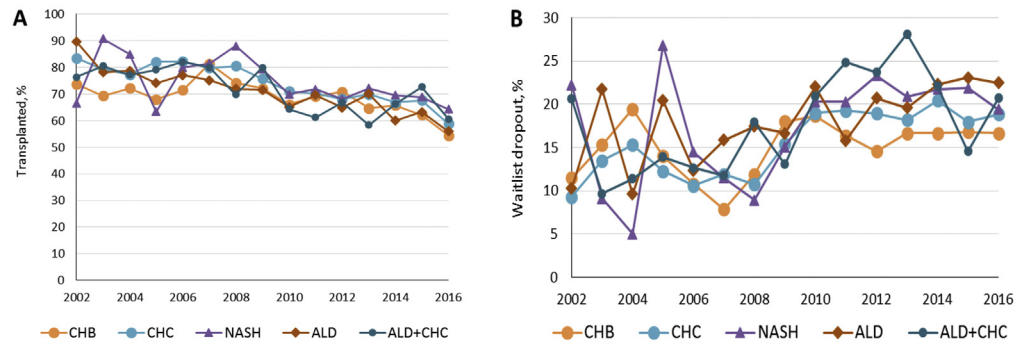 A
Transplanted, %
100%
90
80
70
60
50
40
30
20
10
0
2002 2004 2006 2008 2010 2012 2014 2016
CHB CHC NASH ALD ALD+CHC
B
Waitlist dropout, %
30
25
20
15
10
5
0
2002 2004 2006 2008 2010 2012 2014 2016
CHB CHC NASH ALD ALD+CHC